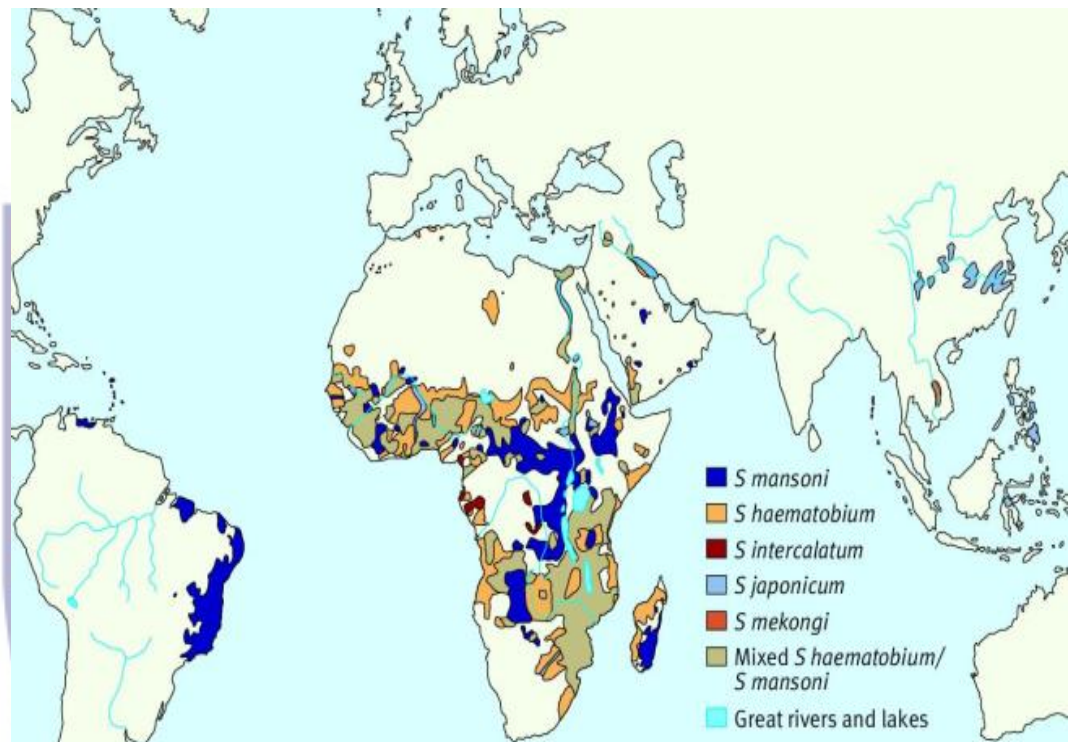 S mansoni
S haematobium
S intercalatum
S japonicum
S mekongi
Mixed S haematobium/
S mansoni
Great rivers and lakes